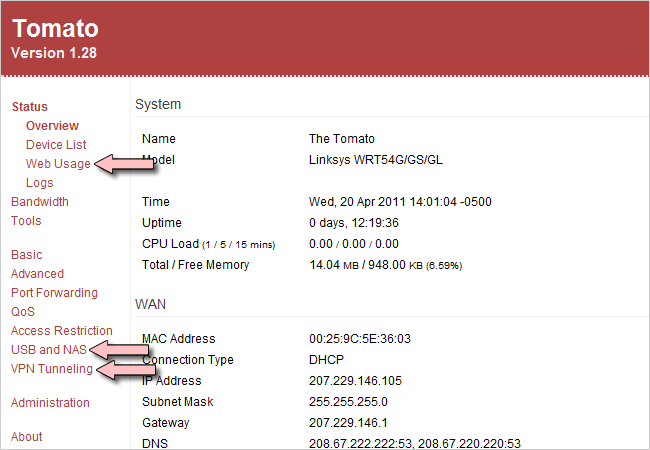 Tomato
Version 1.28
Status
Overview
Device List
Web Usage
Logs
Bandwidth
Tools
Basic
Advanced
Port Forwarding
QoS
Access Restriction
USB and NAS
VPN Tunneling
Administration
About
System
Name The Tomato
Model Linksys WRT54G/GS/GL
Time Wed, 20 Apr 2011 14:01:04 -0500
Uptime 0 days, 12:19:36
CPU Load (1 / 5 / 15 mins) 0.00 / 0.00 / 0.00
Total / Free Memory 14.04 MB / 948.00 KB (6.59%)
WAN
MAC Address 00:25:9C:5E:36:03
Connection Type DHCP
IP Address 207.229.146.105
Subnet Mask 255.255.255.0
Gateway 207.229.146.1
DNS 208.67.222.222:53, 208.67.220.220:53